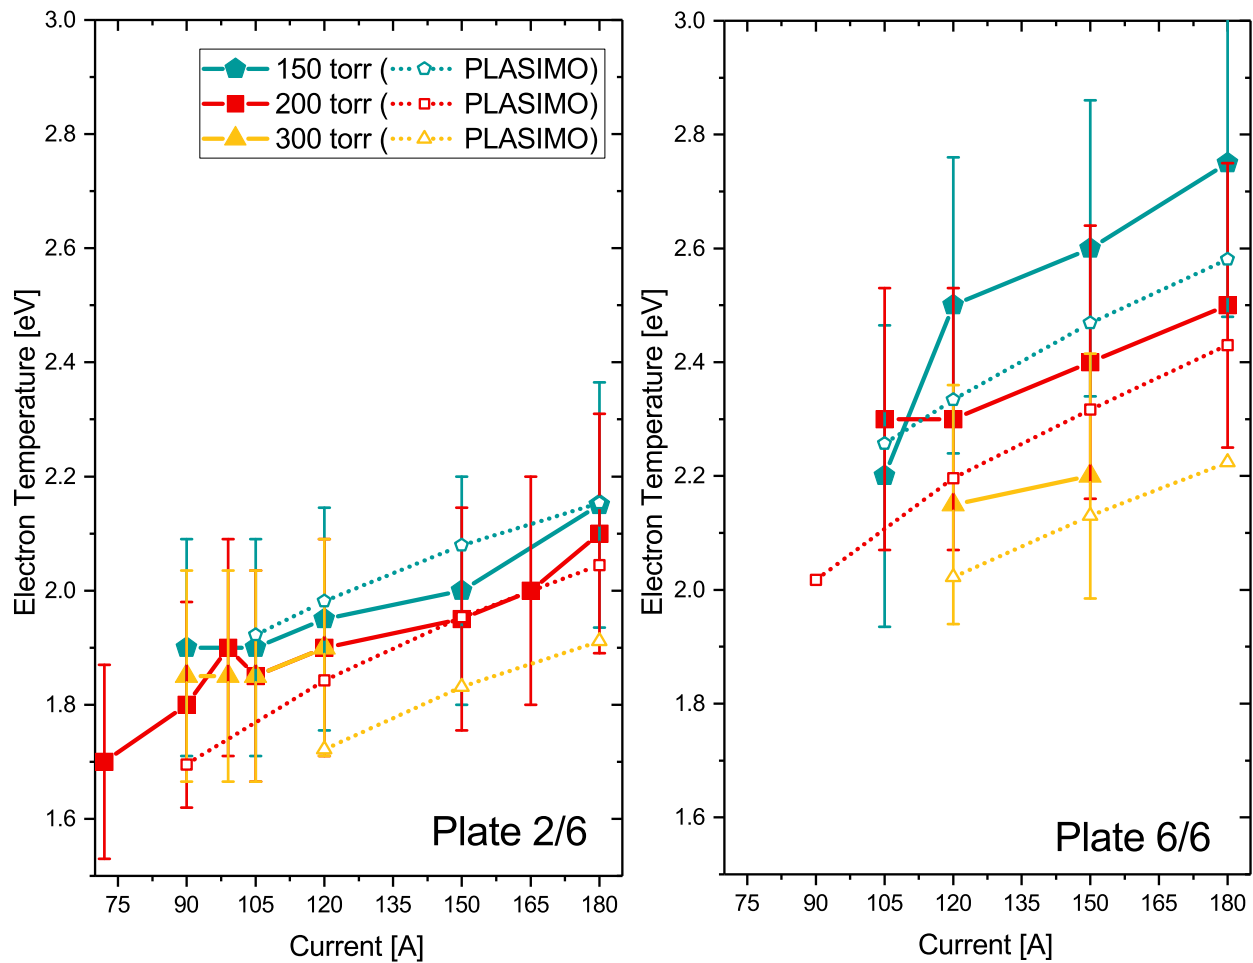 3.0
2.8
2.6
2.4
2.2
2.0
1.8
1.6
Electron Temperature [eV]
150 torr ( PLASIMO)
200 torr ( PLASIMO)
300 torr ( PLASIMO)
Plate 2/6
75 90 105 120 135 150 165 180
Current [A]
3.0
2.8
2.6
2.4
2.2
2.0
1.8
1.6
Electron Temperature [eV]
Plate 6/6
75 90 105 120 135 150 165 180
Current [A]